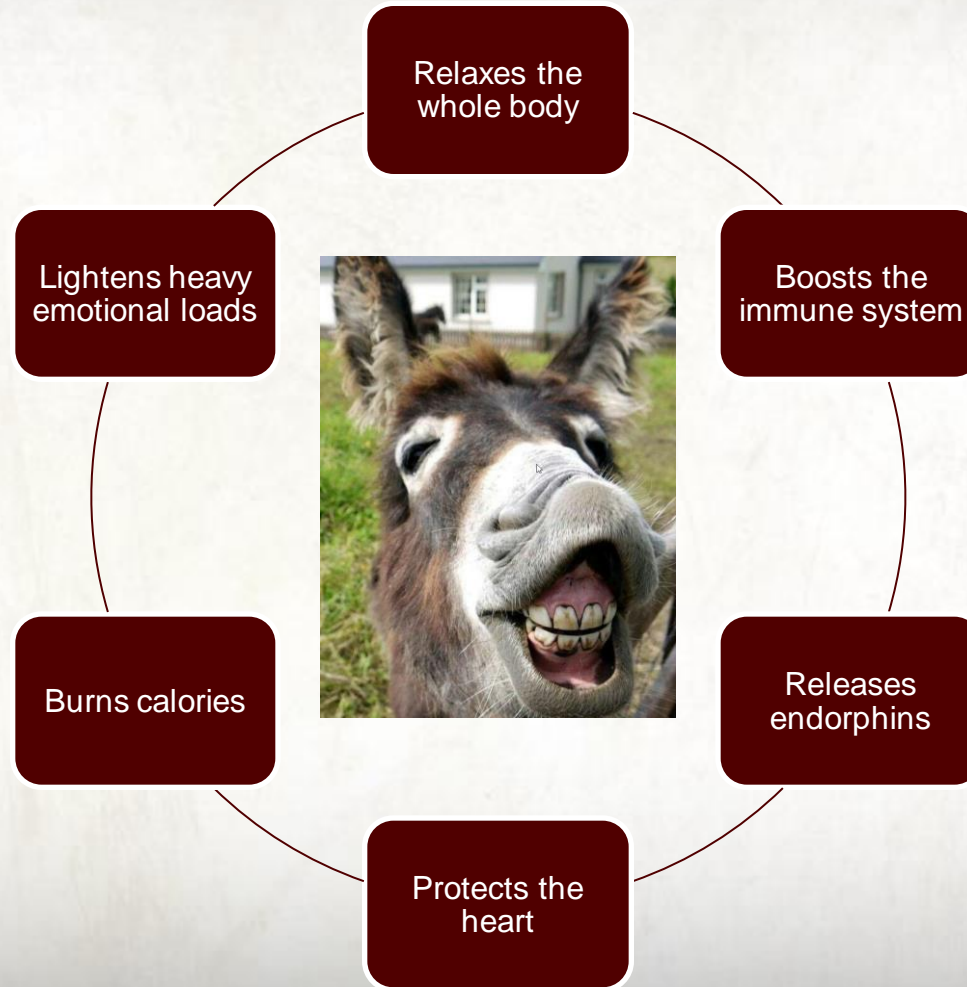 Relaxes the
whole body
Boosts the
immune system
Releases
endorphins
Protects the
heart
Burns calories
Lightens heavy
emotional loads